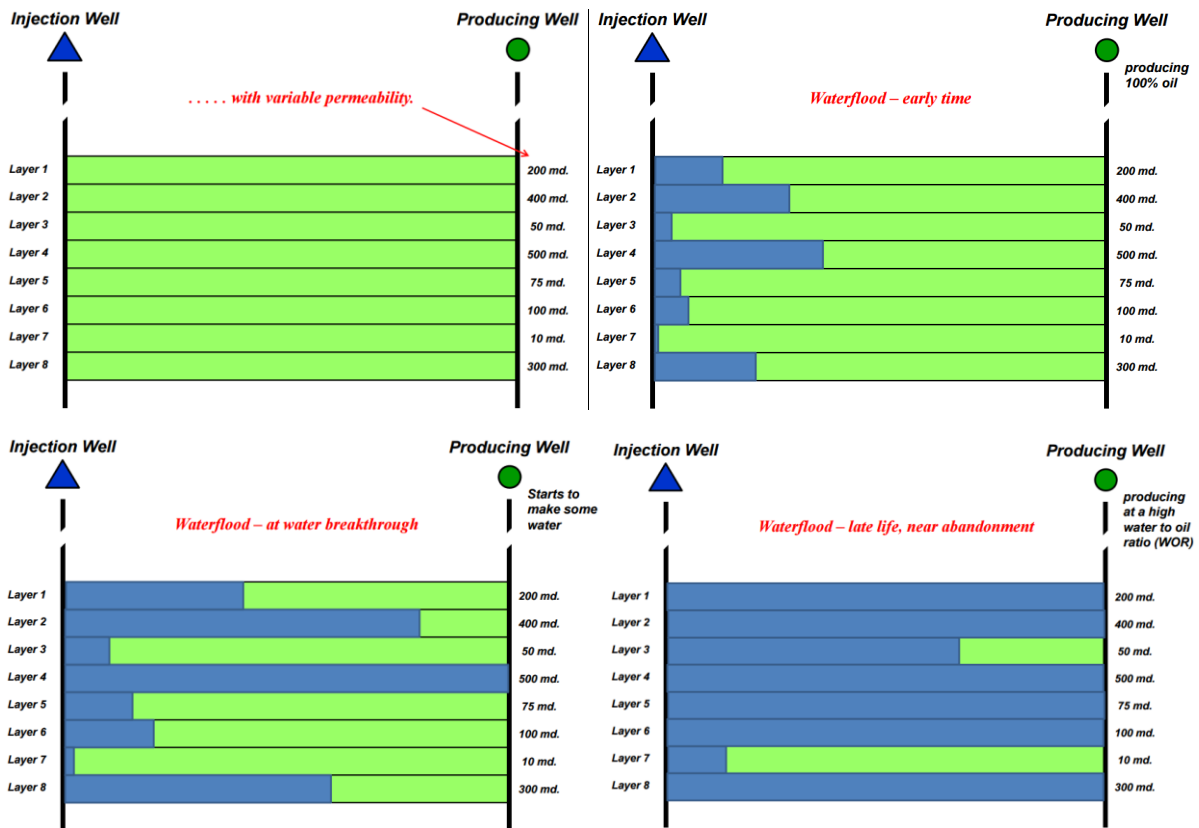 Injection Well
Producing Well
. . . . . with variable permeability.
Layer 1
200 md.
Layer 2
400 md.
Layer 3
50 md.
Layer 4
500 md.
Layer 5
75 md.
Layer 6
100 md.
Layer 7
10 md.
Layer 8
300 md.
Injection Well
Producing Well
producing
100% oil
Waterflood – early time
Layer 1
200 md.
Layer 2
400 md.
Layer 3
50 md.
Layer 4
500 md.
Layer 5
75 md.
Layer 6
100 md.
Layer 7
10 md.
Layer 8
300 md.
Injection Well
Producing Well
Starts to
make some
water
Waterflood – at water breakthrough
Layer 1
200 md.
Layer 2
400 md.
Layer 3
50 md.
Layer 4
500 md.
Layer 5
75 md.
Layer 6
100 md.
Layer 7
10 md.
Layer 8
300 md.
Injection Well
Producing Well
producing
at a high
water to oil
ratio (WOR)
Waterflood – late life, near abandonment
Layer 1
200 md.
Layer 2
400 md.
Layer 3
50 md.
Layer 4
500 md.
Layer 5
75 md.
Layer 6
100 md.
Layer 7
10 md.
Layer 8
300 md.